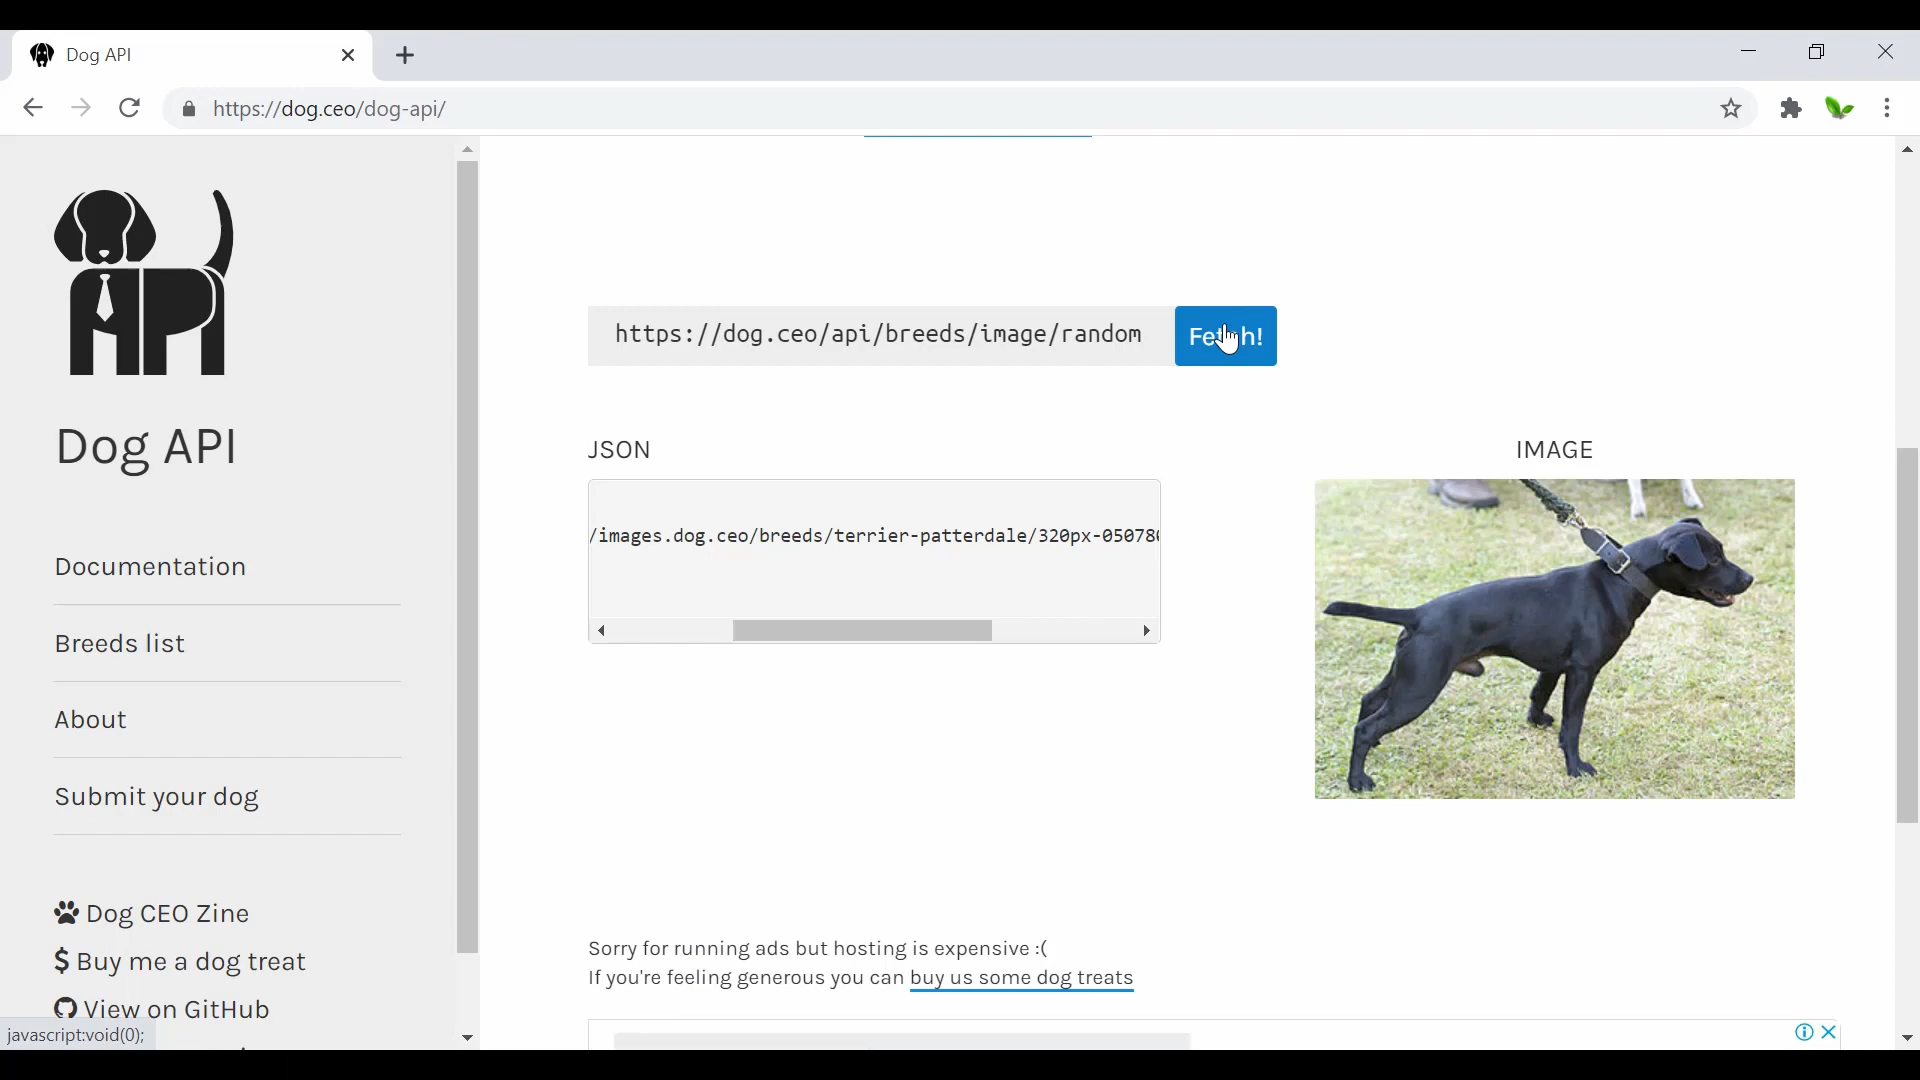 Dog API
https://dog.ceo/dog-api/
API
Dog API
Documentation
Breeds list
About
Submit your dog
Dog CEO Zine
$ Buy me a dog treat
View on GitHub
javascript:void(0);
https://dog.ceo/api/breeds/image/random
Fetch!
JSON
/images.dog.ceo/breeds/terrier-patterdale/320px-05078
IMAGE
Sorry for running ads but hosting is expensive :(
If you're feeling generous you can buy us some dog treats